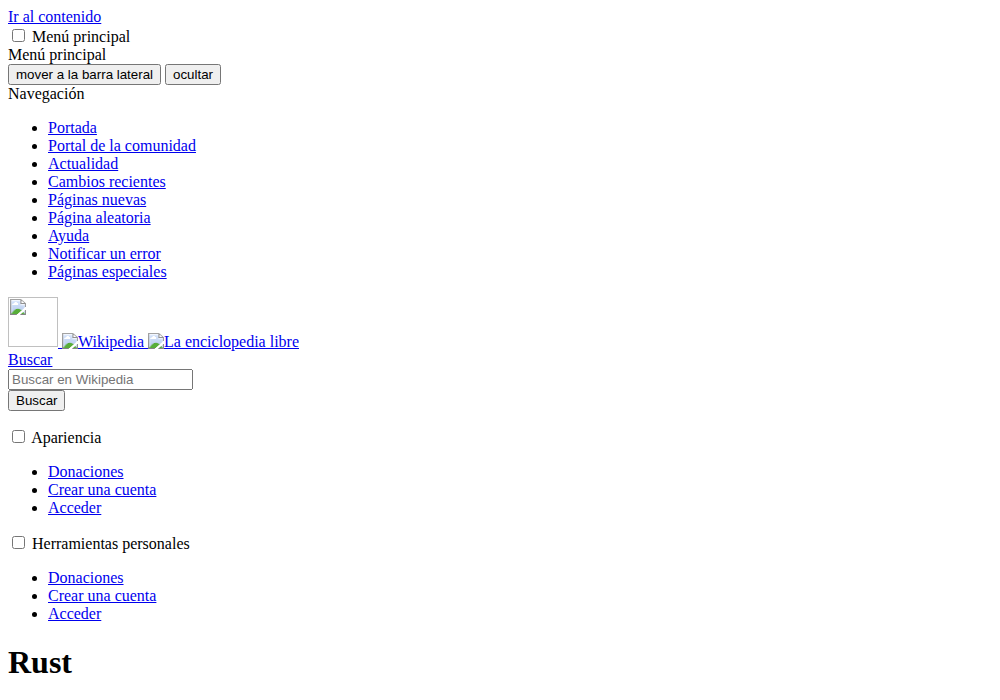 Ir al contenido
Menú principal
Menú principal
mover a la barra lateral ocultar
Navegación
Portada
Portal de la comunidad
Actualidad
Cambios recientes
Páginas nuevas
Página aleatoria
Ayuda
Notificar un error
Páginas especiales
Wikipedia La enciclopedia libre
Buscar
Buscar en Wikipedia
Buscar
Apariencia
Donaciones
Crear una cuenta
Acceder
Herramientas personales
Donaciones
Crear una cuenta
Acceder
Rust